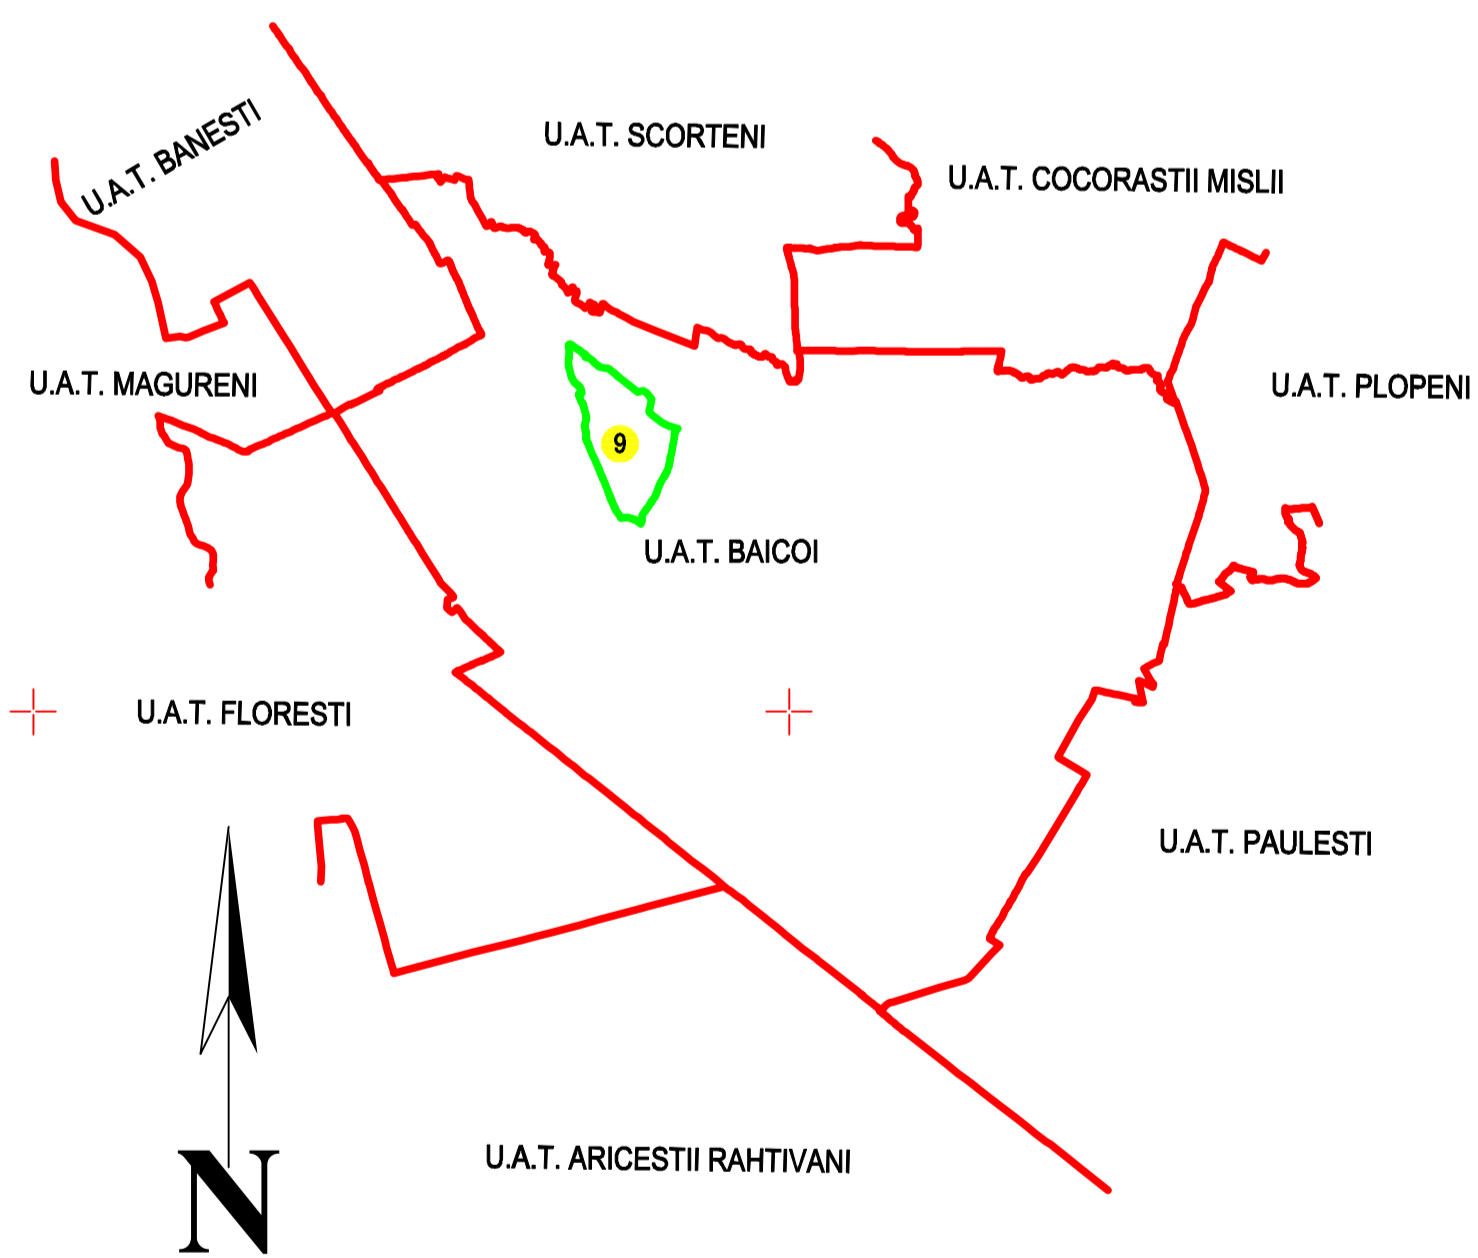 U.A.T. BANESTI
U.A.T. SCORTENI
U.A.T. COCORASTII MISLII
U.A.T. MAGURENI
U.A.T. PLOPENI
9
U.A.T. BAICOI
U.A.T. FLORESTI
U.A.T. PAULESTI
U.A.T. ARICESTII RAHTIVANI
N